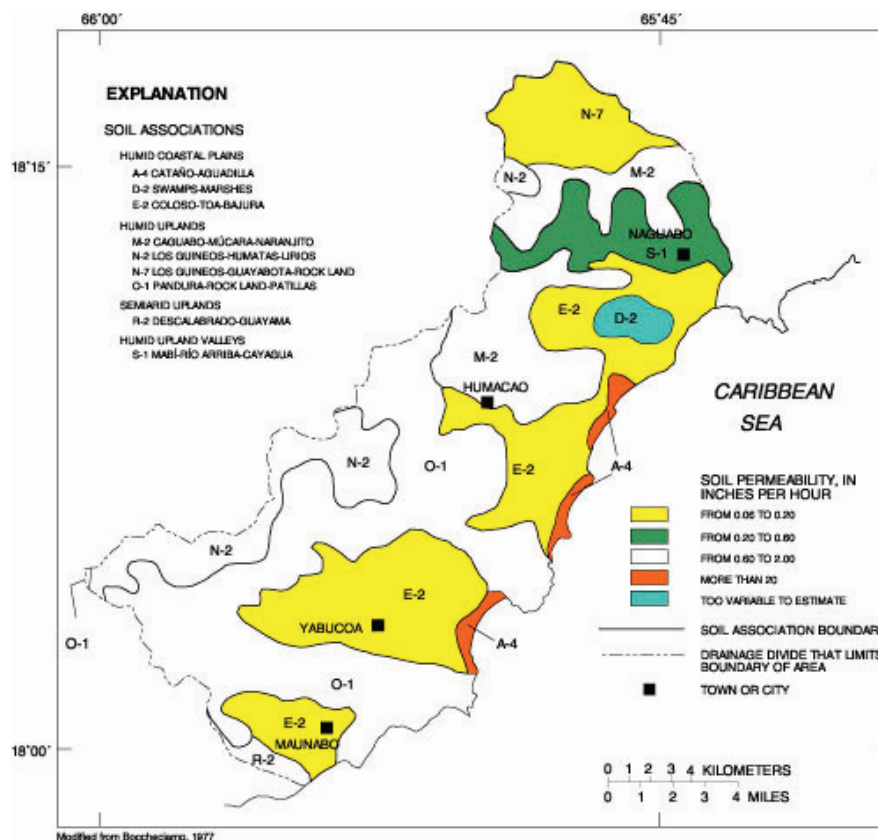 66°00'
65°45'
EXPLANATION
SOIL ASSOCIATIONS
HUMID COASTAL PLAINS
A-4 CATAÑO-AGUADILLA
D-2 SWAMPS-MARSHES
E-2 COLOSO-TOA-BAJURA
HUMID UPLANDS
M-2 CAGUABO-MÚCARA-NARANJITO
N-2 LOS GUINEOS-HUMATAS-LIRIOS
N-7 LOS GUINEOS-GUAYABOTA-ROCK LAND
O-1 PANDURA-ROCK LAND-PATILLAS
SEMIARID UPLANDS
R-2 DESCALABRADO-GUAYAMA
HUMID UPLAND VALLEYS
S-1 MABÍ-RÍO ARRIBA-CAYAGUA
18°15'
N-7
N-2
M-2
NAGUABO
S-1
E-2
D-2
M-2
HUMACAO
CARIBBEAN
SEA
N-2
O-1
E-2
A-4
SOIL PERMEABILITY, IN
INCHES PER HOUR
FROM 0.06 TO 0.20
FROM 0.20 TO 0.60
FROM 0.60 TO 2.00
MORE THAN 20
TOO VARIABLE TO ESTIMATE
SOIL ASSOCIATION BOUNDAR
DRAINAGE DIVIDE THAT LIMITS
BOUNDARY OF AREA
TOWN OR CITY
N-2
E-2
YABUCOA
A-4
O-1
O-1
E-2
MAUNABO
R-2
18°00'
0 1 2 3 4 KILOMETERS
0 1 2 3 4 MILES
Modified from Boccheciamp, 1977